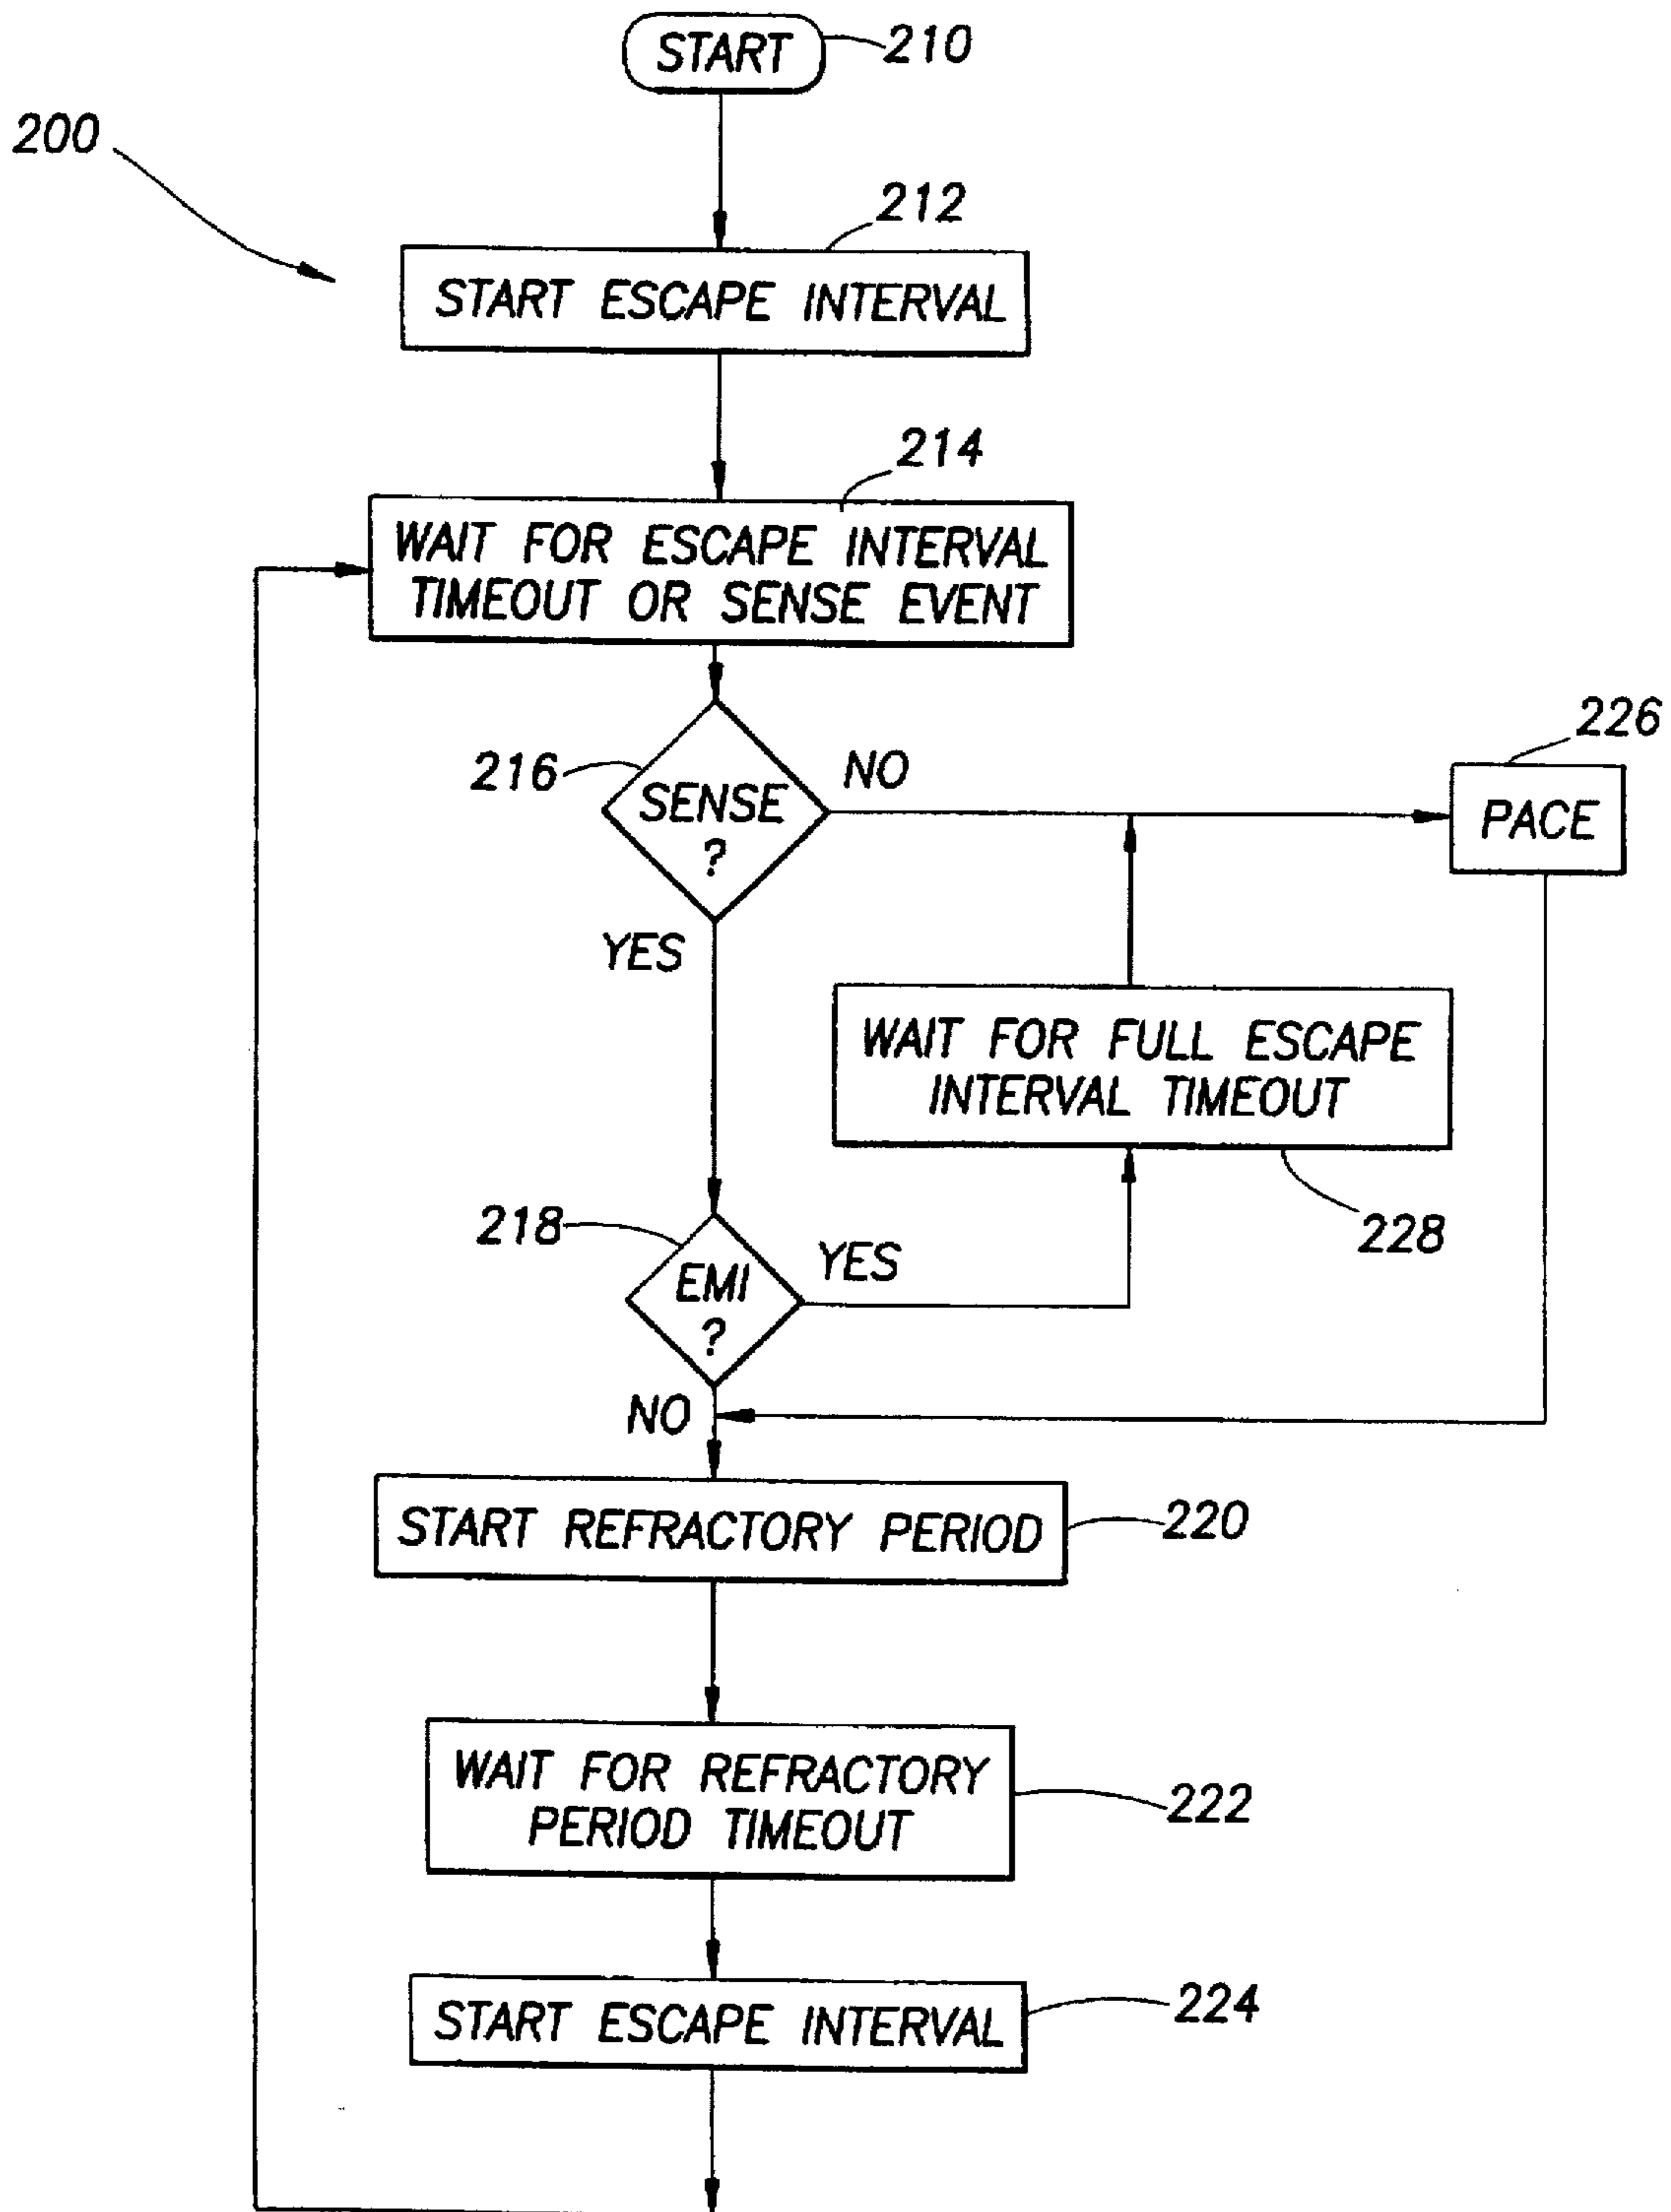 START
210
200
212
START ESCAPE INTERVAL
214
WAIT FOR ESCAPE INTERVAL
TIMEOUT OR SENSE EVENT
226
216
SENSE
?
NO
PACE
YES
WAIT FOR FULL ESCAPE
INTERVAL TIMEOUT
228
218
EMI
?
YES
NO
START REFRACTORY PERIOD
220
WAIT FOR REFRACTORY
PERIOD TIMEOUT
222
START ESCAPE INTERVAL
224